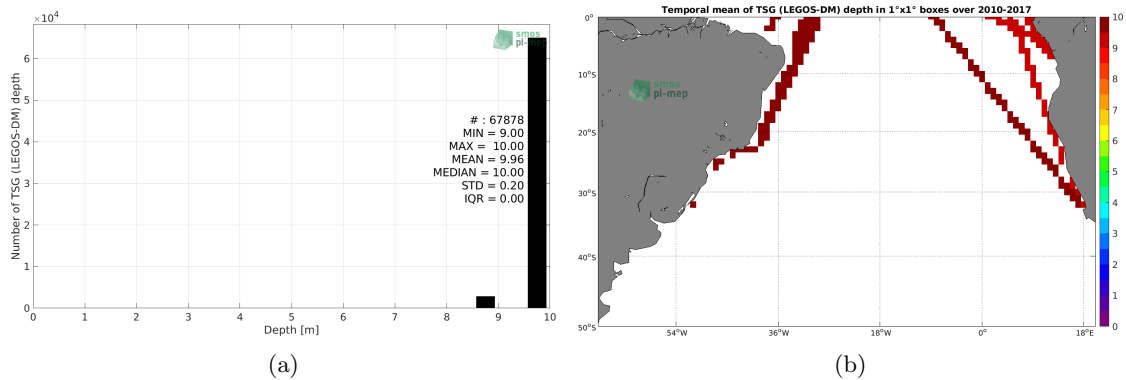 ×10⁴
6
5
4
3
2
1
0
Number of TSG (LEGOS-DM) depth
smos
pi-mep
# : 67878
MIN = 9.00
MAX = 10.00
MEAN = 9.96
MEDIAN = 10.00
STD = 0.20
IQR = 0.00
0 1 2 3 4 5 6 7 8 9 10
Depth [m]
(a)
Temporal mean of TSG (LEGOS-DM) depth in 1°x1° boxes over 2010-2017
0°
10°S
20°S
30°S
40°S
50°S
smos
pi-mep
54°W 36°W 18°W 0° 18°E
10
9
8
7
6
5
4
3
2
1
0
(b)